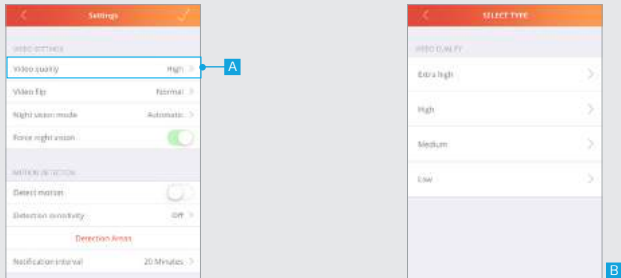 Settings
VIDEO SETTINGS
Video quality High
A
Video flip Normal
Night vision mode Automatic
Force night vision
MOTION DETECTION
Detect motion
Detection sensitivity Off
Detection Areas
Notification interval 20 Minutes
SELECT TYPE
VIDEO QUALITY
Extra high
High
Medium
Low
B